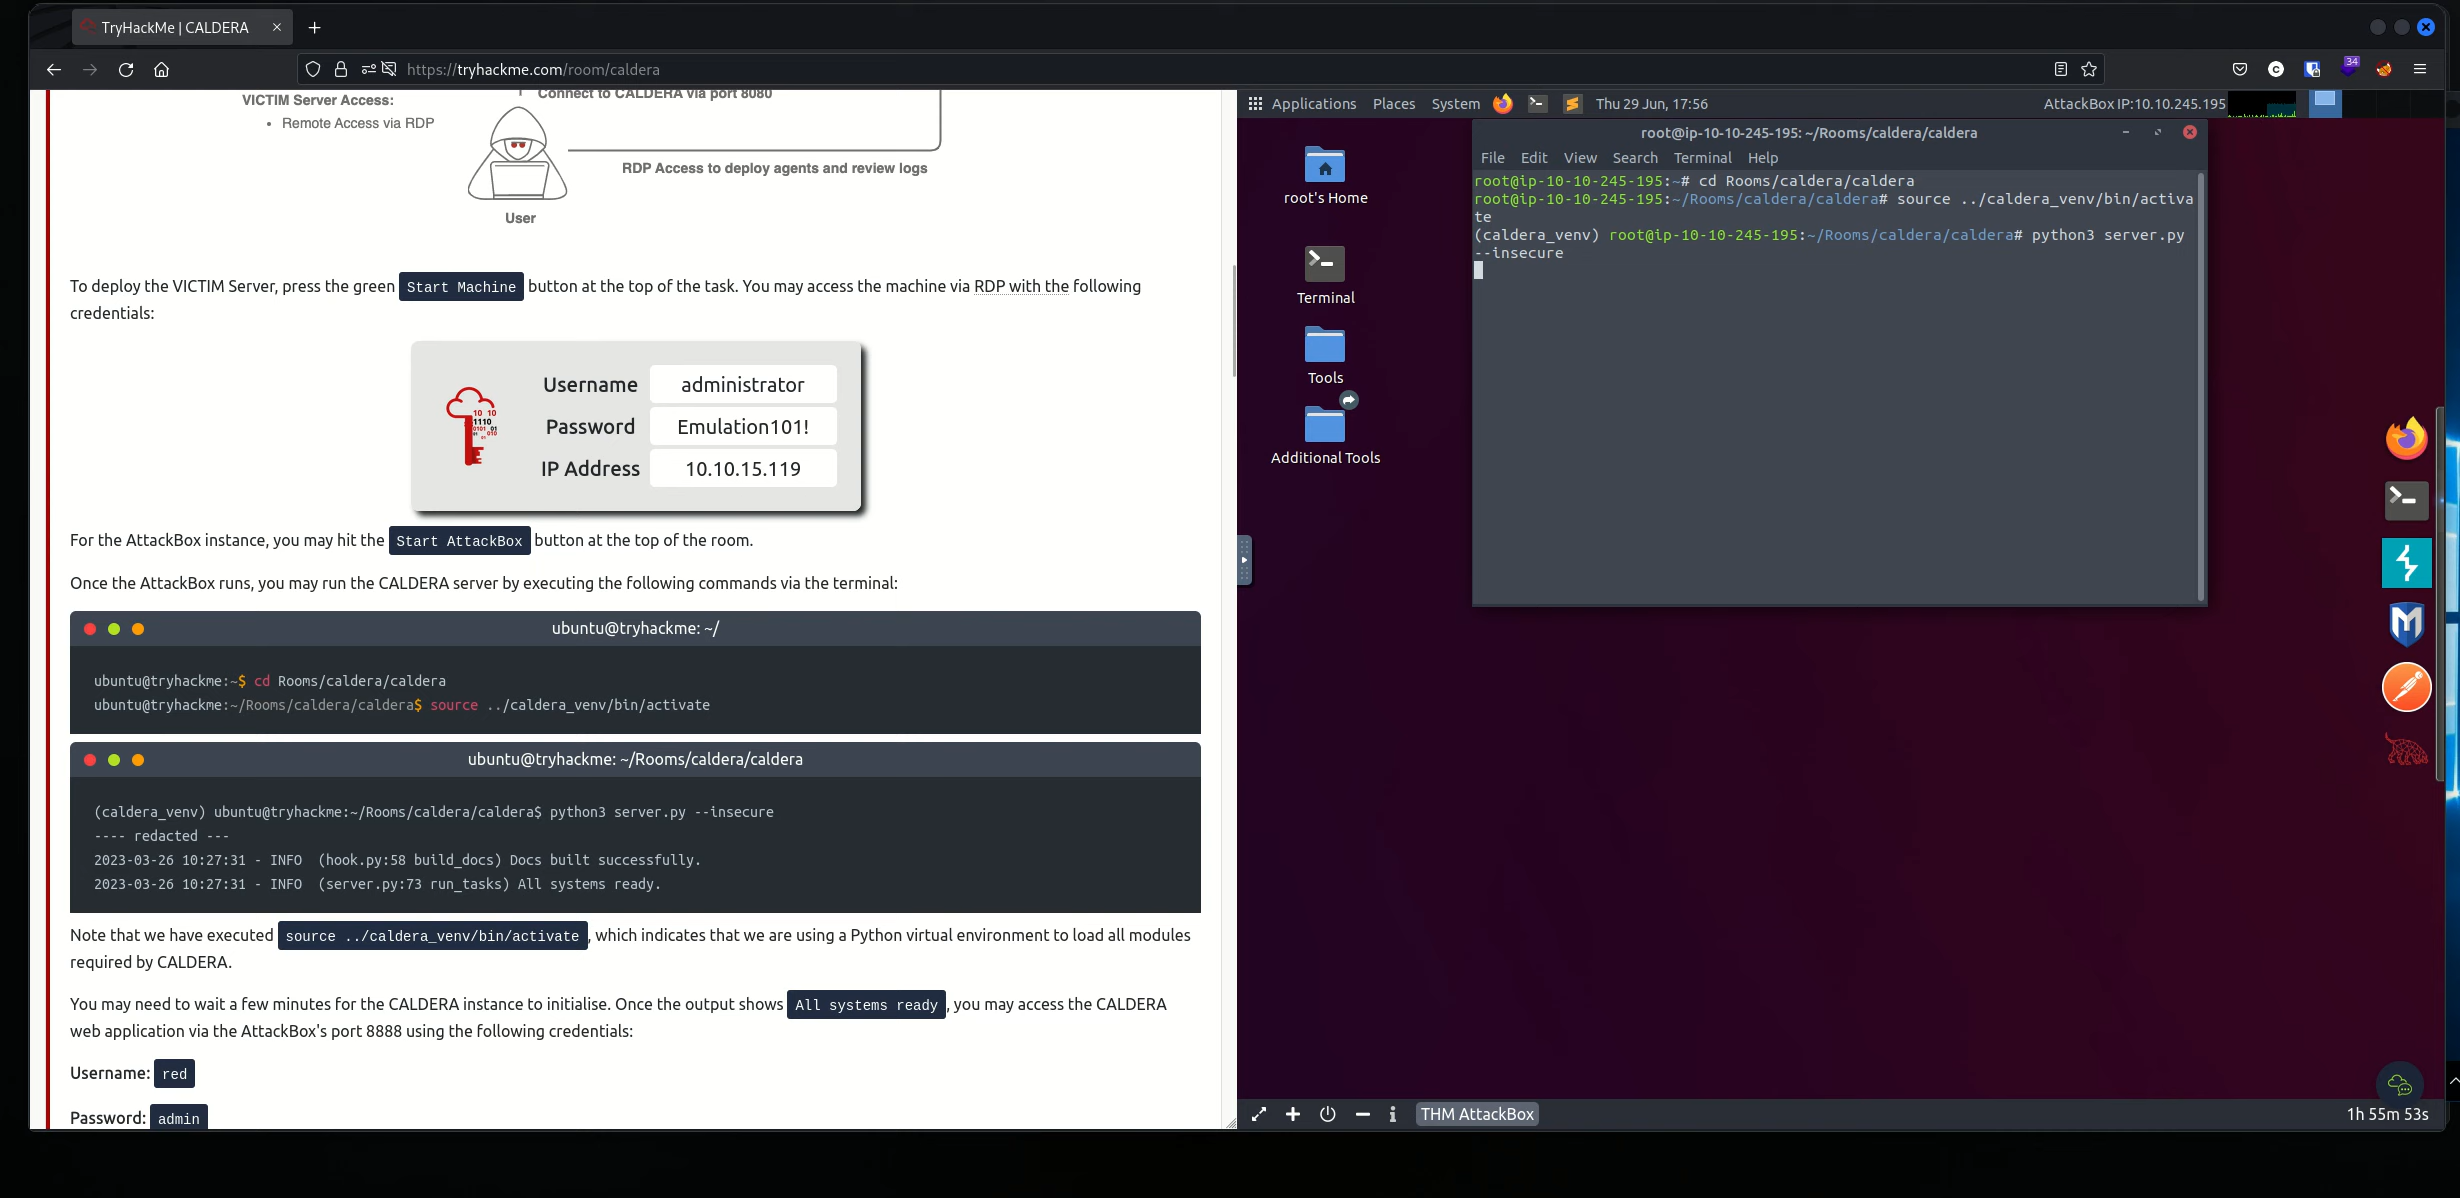 TryHackMe | CALDERA
https://tryhackme.com/room/caldera
34
VICTIM Server Access:
• Remote Access via RDP
Connect to CALDERA via port 8080
RDP Access to deploy agents and review logs
User
To deploy the VICTIM Server, press the green Start Machine button at the top of the task. You may access the machine via RDP with the following
credentials:
Username administrator
Password Emulation101!
IP Address 10.10.15.119
For the AttackBox instance, you may hit the Start AttackBox button at the top of the room.
Once the AttackBox runs, you may run the CALDERA server by executing the following commands via the terminal:
ubuntu@tryhackme: ~/
ubuntu@tryhackme:~$ cd Rooms/caldera/caldera
ubuntu@tryhackme:~/Rooms/caldera/caldera$ source ../caldera_venv/bin/activate
ubuntu@tryhackme: ~/Rooms/caldera/caldera
(caldera_venv) ubuntu@tryhackme:~/Rooms/caldera/caldera$ python3 server.py --insecure
---- redacted ---
2023-03-26 10:27:31 - INFO  (hook.py:58 build_docs) Docs built successfully.
2023-03-26 10:27:31 - INFO  (server.py:73 run_tasks) All systems ready.
Note that we have executed source ../caldera_venv/bin/activate, which indicates that we are using a Python virtual environment to load all modules
required by CALDERA.
You may need to wait a few minutes for the CALDERA instance to initialise. Once the output shows All systems ready, you may access the CALDERA
web application via the AttackBox's port 8888 using the following credentials:
Username: red
Password: admin
Applications Places System Thu 29 Jun, 17:56 AttackBox IP:10.10.245.195
root's Home
Terminal
Tools
Additional Tools
root@ip-10-10-245-195: ~/Rooms/caldera/caldera
File Edit View Search Terminal Help
root@ip-10-10-245-195:~# cd Rooms/caldera/caldera
root@ip-10-10-245-195:~/Rooms/caldera/caldera# source ../caldera_venv/bin/activa
te
(caldera_venv) root@ip-10-10-245-195:~/Rooms/caldera/caldera# python3 server.py
--insecure
THM AttackBox
1h 55m 53s